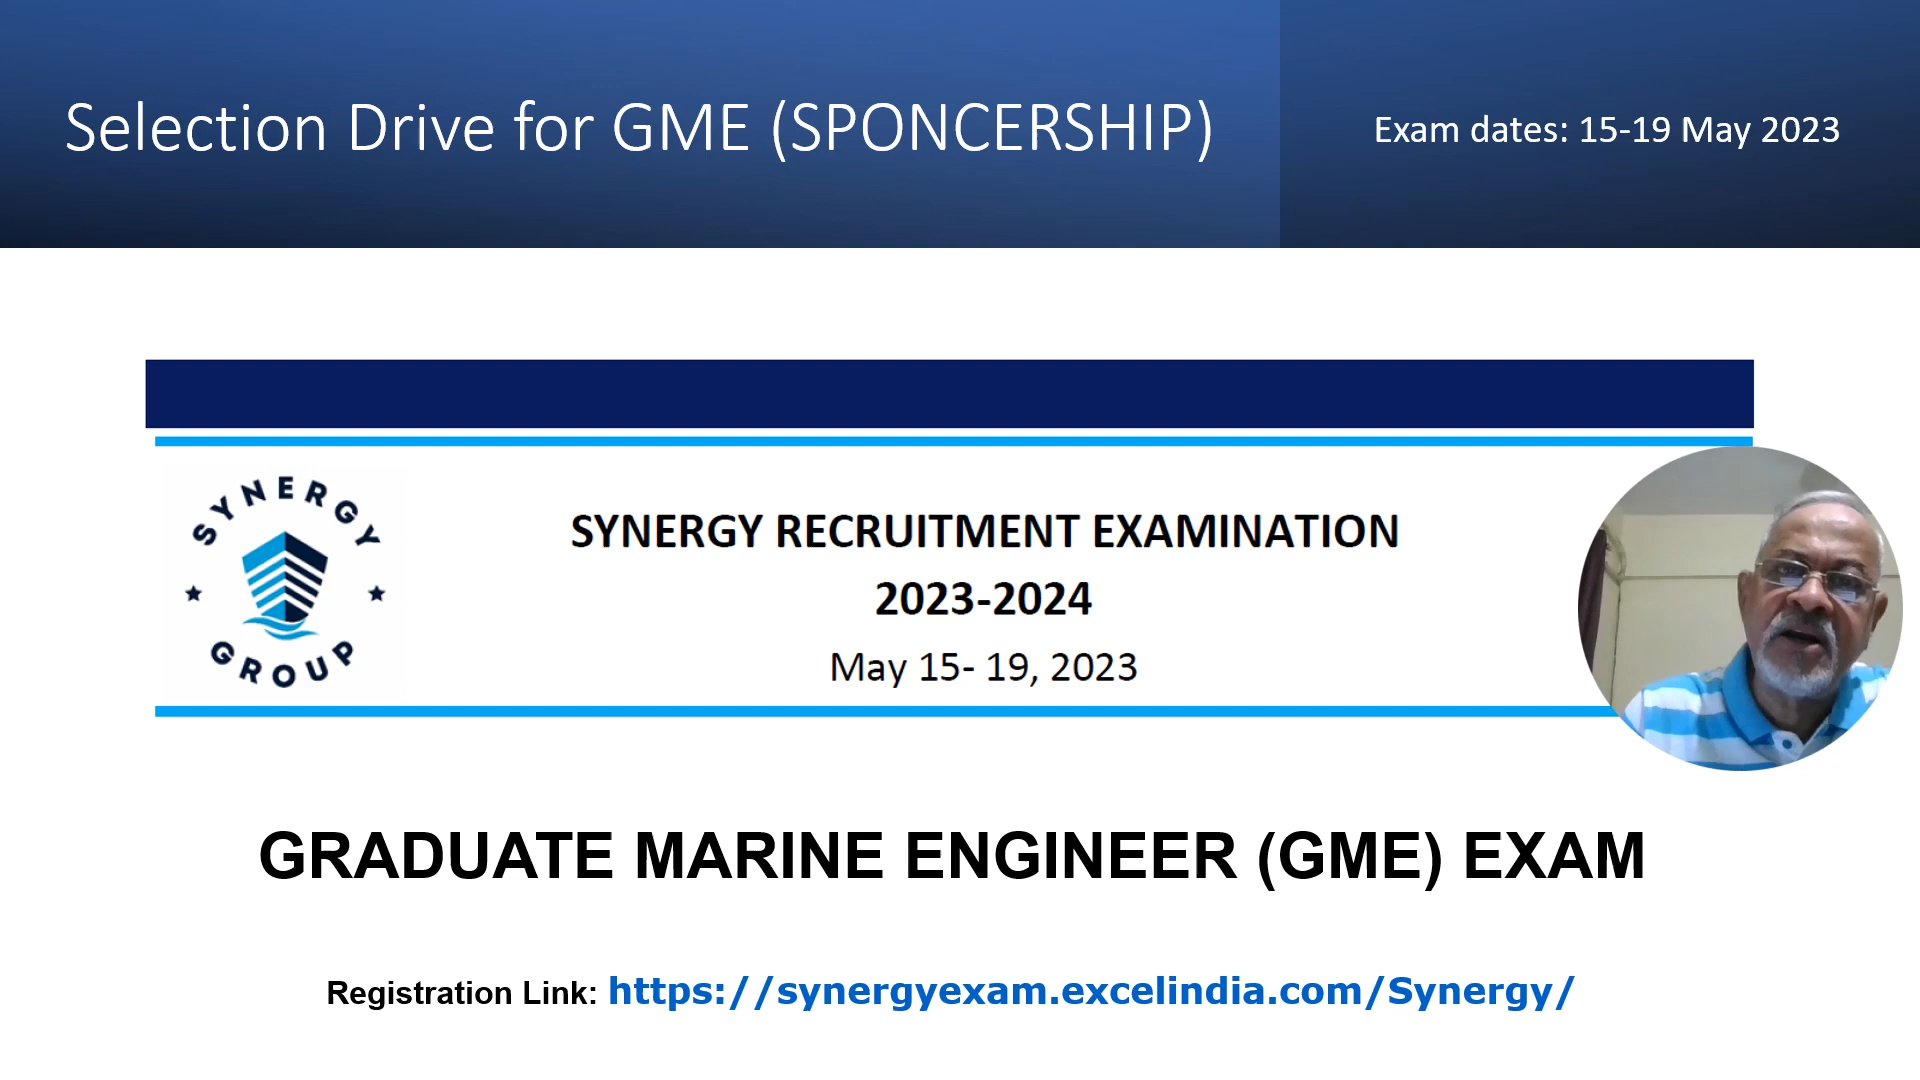 Selection Drive for GME (SPONCERSHIP)
Exam dates: 15-19 May 2023
SYNERGY
GROUP
SYNERGY RECRUITMENT EXAMINATION
2023-2024
May 15- 19, 2023
GRADUATE MARINE ENGINEER (GME) EXAM
Registration Link: https://synergyexam.excelindia.com/Synergy/